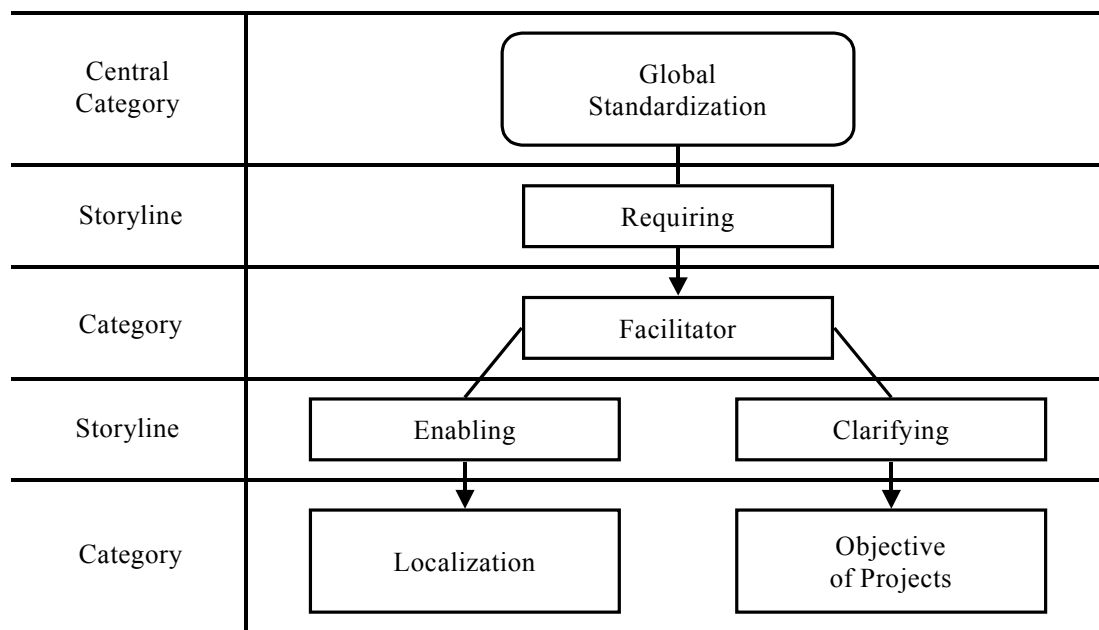 Central
Category
Global
Standardization
Storyline
Requiring
Category
Facilitator
Storyline
Enabling
Clarifying
Category
Localization
Objective
of Projects